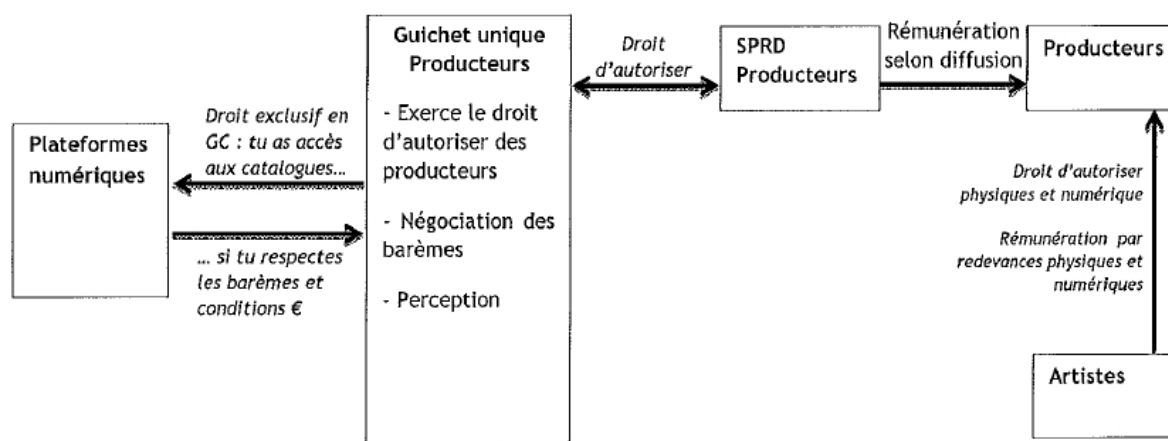 Plateformes
numériques
Droit exclusif en
GC : tu as accès
aux catalogues…
… si tu respectes
les barèmes et
conditions €
Guichet unique
Producteurs
- Exerce le droit
d'autoriser des
producteurs
- Négociation des
barèmes
- Perception
Droit
d'autoriser
SPRD
Producteurs
Rémunération
selon diffusion
Producteurs
Droit d'autoriser
physiques et numérique
Rémunération par
redevances physiques et
numériques
Artistes